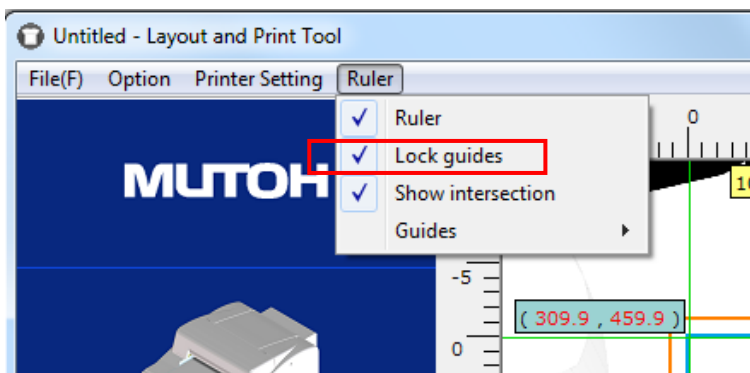 Untitled - Layout and Print Tool
File(F) Option Printer Setting Ruler
Ruler
Lock guides
Show intersection
Guides
MUTOH
0
-5
( 309.9 , 459.9 )
0